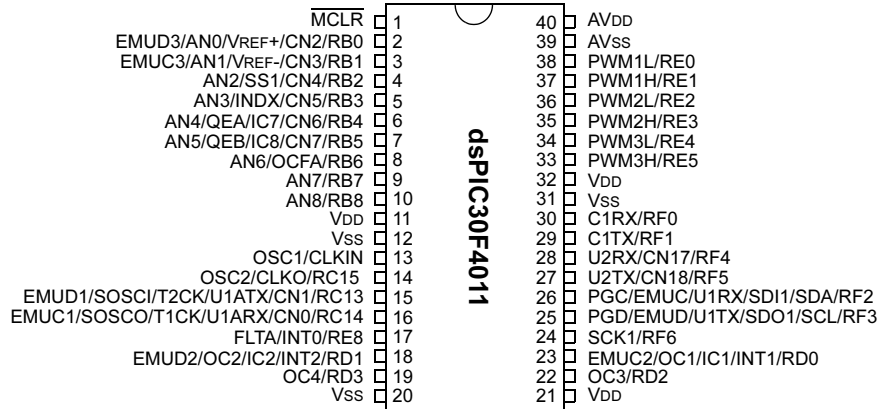 MCLR 1 40 AVDD
EMUD3/AN0/VREF+/CN2/RB0 2 39 AVSS
EMUC3/AN1/VREF-/CN3/RB1 3 38 PWM1L/RE0
AN2/SS1/CN4/RB2 4 37 PWM1H/RE1
AN3/INDX/CN5/RB3 5 36 PWM2L/RE2
AN4/QEA/IC7/CN6/RB4 6 35 PWM2H/RE3
AN5/QEB/IC8/CN7/RB5 7 34 PWM3L/RE4
AN6/OCFA/RB6 8 33 PWM3H/RE5
AN7/RB7 9 32 VDD
AN8/RB8 10 31 VSS
VDD 11 30 C1RX/RF0
VSS 12 29 C1TX/RF1
OSC1/CLKIN 13 28 U2RX/CN17/RF4
OSC2/CLKO/RC15 14 27 U2TX/CN18/RF5
EMUD1/SOSCI/T2CK/U1ATX/CN1/RC13 15 26 PGC/EMUC/U1RX/SDI1/SDA/RF2
EMUC1/SOSCO/T1CK/U1ARX/CN0/RC14 16 25 PGD/EMUD/U1TX/SDO1/SCL/RF3
FLTA/INT0/RE8 17 24 SCK1/RF6
EMUD2/OC2/IC2/INT2/RD1 18 23 EMUC2/OC1/IC1/INT1/RD0
OC4/RD3 19 22 OC3/RD2
VSS 20 21 VDD
dsPIC30F4011